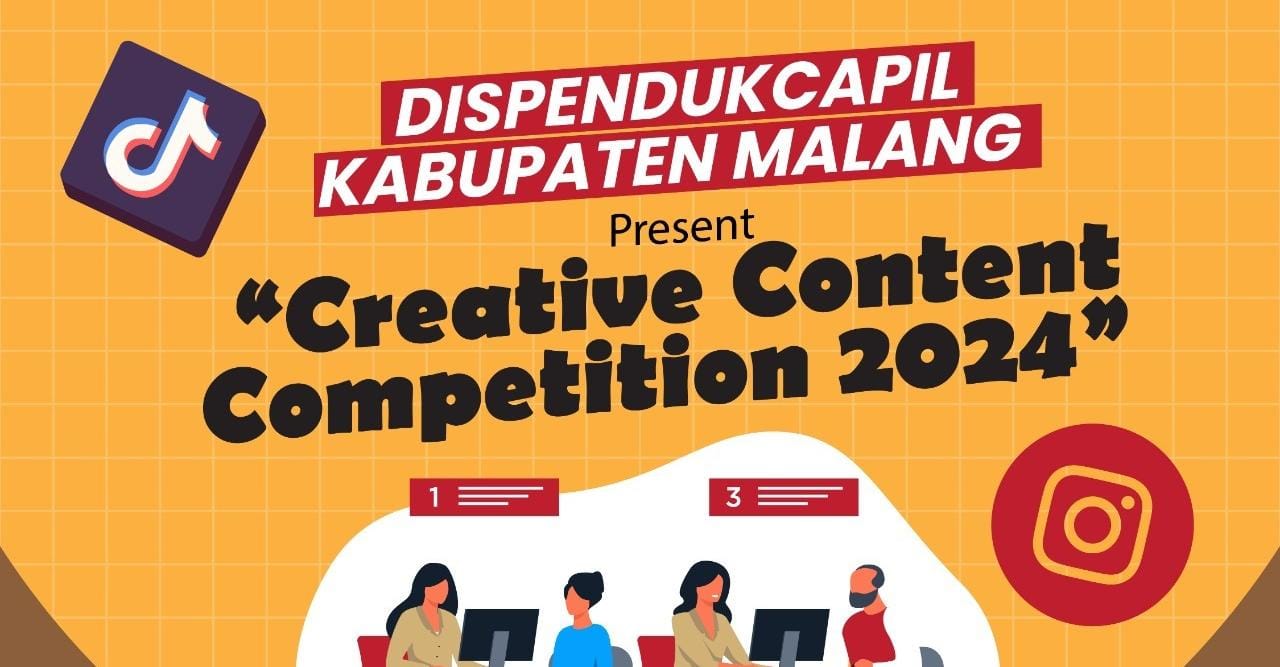 DISPENDUKCAPIL
KABUPATEN MALANG
Present
“Creative Content
Competition 2024”
1
3